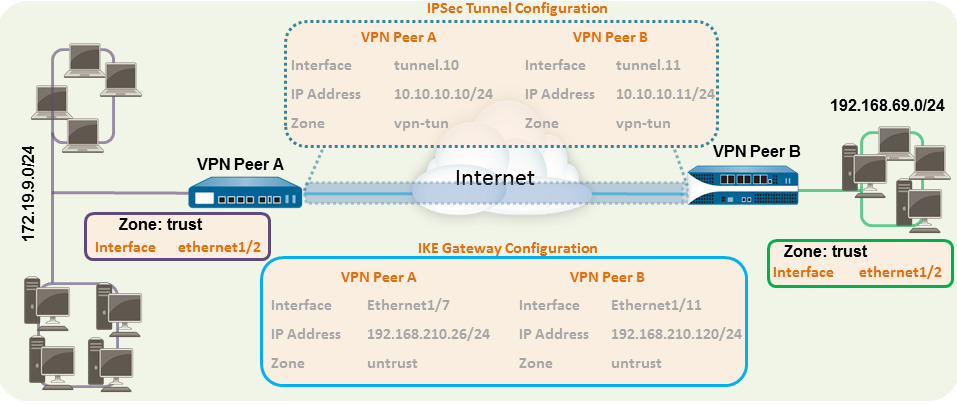 IPSec Tunnel Configuration
VPN Peer A VPN Peer B
Interface tunnel.10 Interface tunnel.11
IP Address 10.10.10.10/24 IP Address 10.10.10.11/24
Zone vpn-tun Zone vpn-tun
172.19.9.0/24
192.168.69.0/24
VPN Peer A
Internet
VPN Peer B
Zone: trust
Interface ethernet1/2
Zone: trust
Interface ethernet1/2
IKE Gateway Configuration
VPN Peer A VPN Peer B
Interface Ethernet1/7 Interface Ethernet1/11
IP Address 192.168.210.26/24 IP Address 192.168.210.120/24
Zone untrust Zone untrust